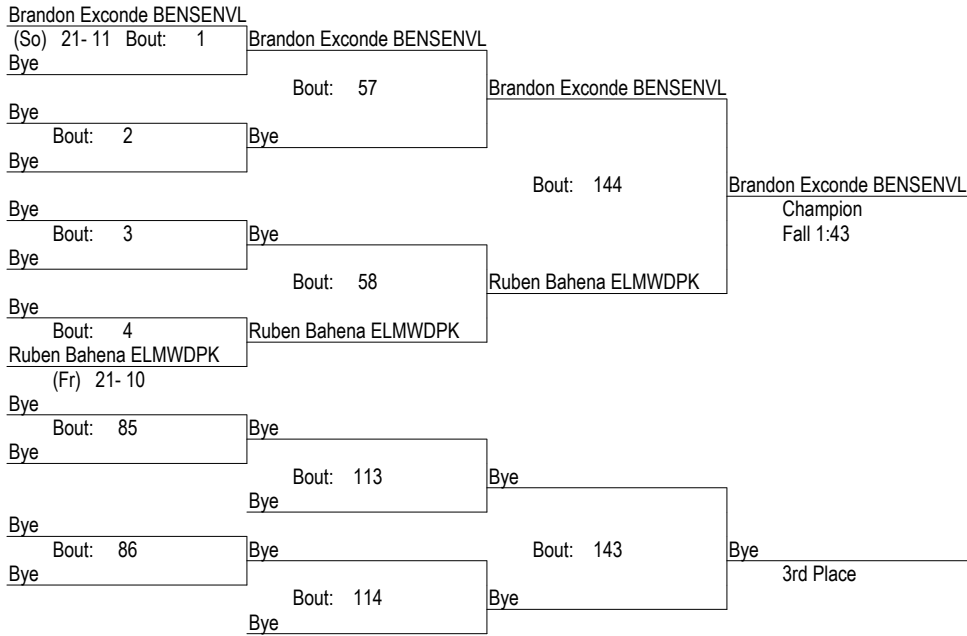 Brandon Exconde BENSENVL
(So) 21- 11 Bout: 1 Brandon Exconde BENSENVL
Bye
Bout: 57 Brandon Exconde BENSENVL
Bye
Bout: 2 Bye
Bye
Bout: 144 Brandon Exconde BENSENVL
Bye Champion
Bout: 3 Bye Fall 1:43
Bye
Bout: 58 Ruben Bahena ELMWDPK
Bye
Bout: 4 Ruben Bahena ELMWDPK
Ruben Bahena ELMWDPK
(Fr) 21- 10
Bye
Bout: 85 Bye
Bye
Bout: 113 Bye
Bye
Bye
Bout: 86 Bye Bout: 143 Bye
Bye 3rd Place
Bout: 114 Bye
Bye